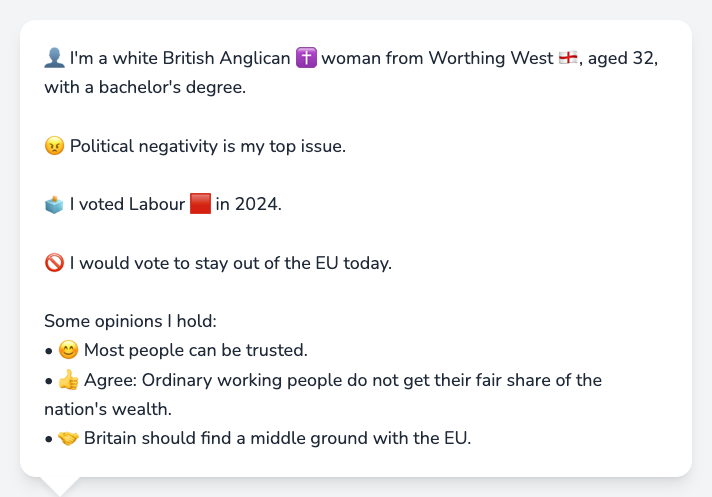 👤 I'm a white British Anglican ✝️ woman from Worthing West 🏴󠁧󠁢󠁥󠁮󠁧󠁿, aged 32,
with a bachelor's degree.
😠 Political negativity is my top issue.
🗳️ I voted Labour 🟥 in 2024.
🚫 I would vote to stay out of the EU today.
Some opinions I hold:
• 😊 Most people can be trusted.
• 👍 Agree: Ordinary working people do not get their fair share of the
nation's wealth.
• 🤝 Britain should find a middle ground with the EU.